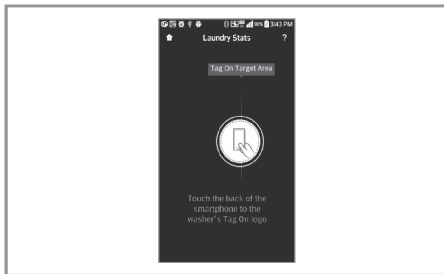 90% 3:43 PM
Laundry Stats ?
Tag On Target Area
Touch the back of the
smartphone to the
washer's Tag On logo